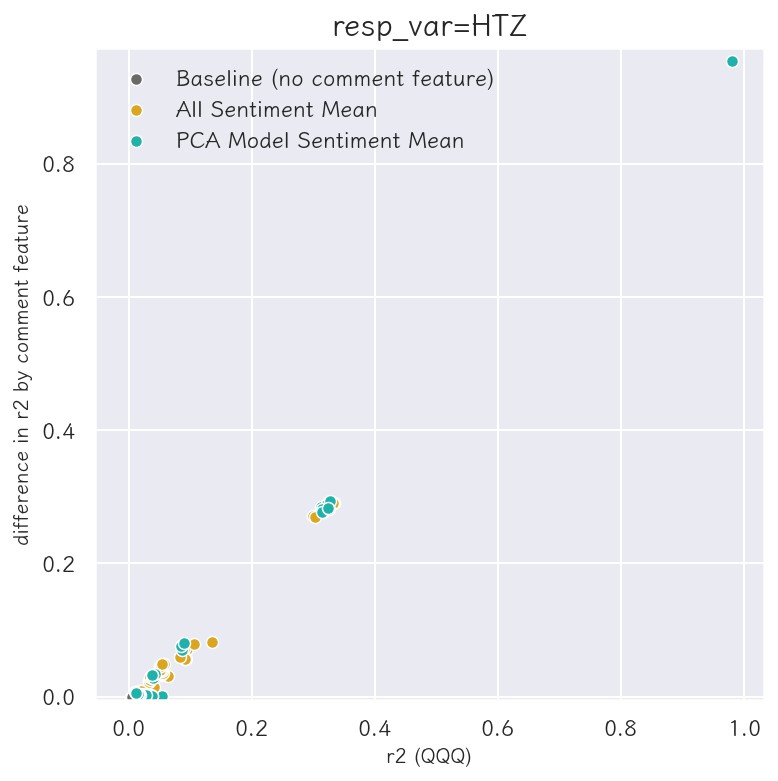 resp_var=HTZ
Baseline (no comment feature)
All Sentiment Mean
PCA Model Sentiment Mean
difference in r2 by comment feature
0.8
0.6
0.4
0.2
0.0
0.0 0.2 0.4 0.6 0.8 1.0
r2 (QQQ)